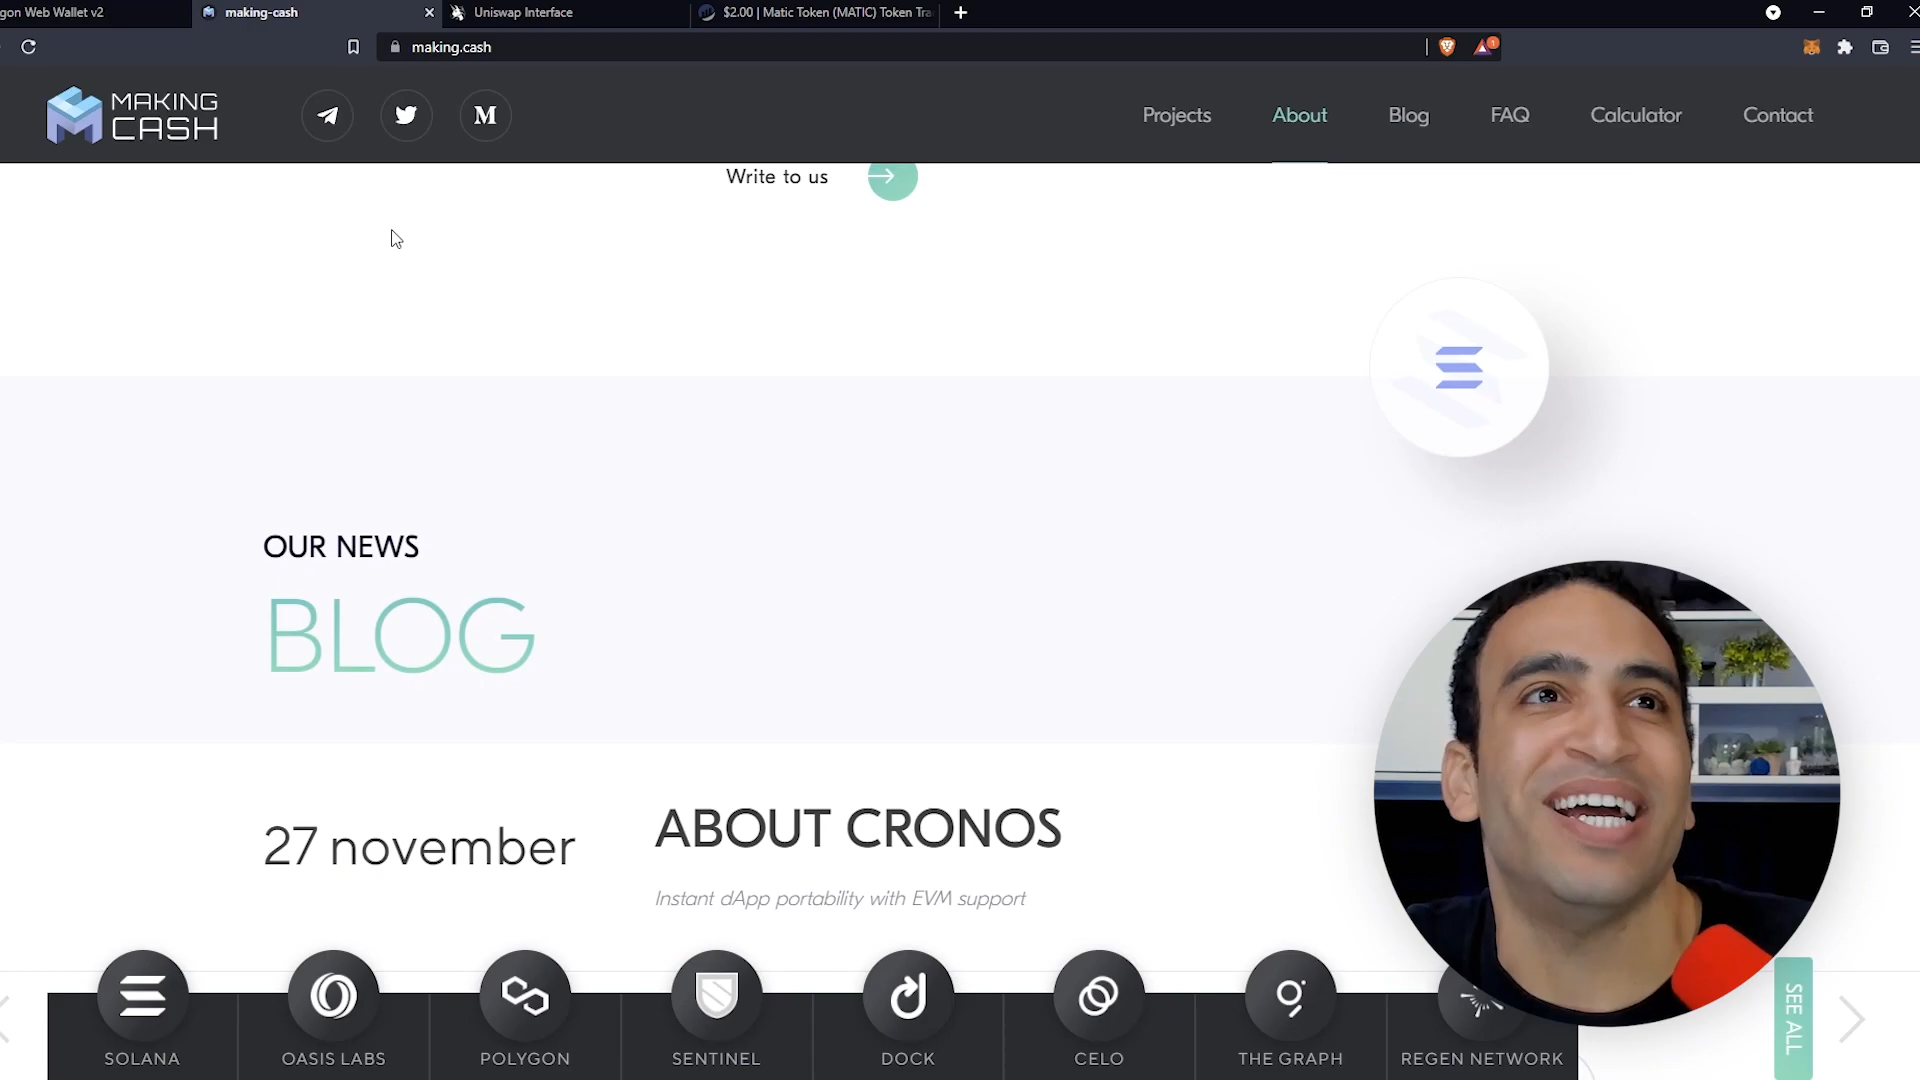 gon Web Wallet v2
making-cash
Uniswap Interface
$2.00 | Matic Token (MATIC) Token Tra
making.cash
1
MAKING
CASH
M
Projects
About
Blog
FAQ
Calculator
Contact
Write to us
OUR NEWS
BLOG
27 november
ABOUT CRONOS
Instant dApp portability with EVM support
SOLANA
OASIS LABS
POLYGON
SENTINEL
DOCK
CELO
THE GRAPH
REGEN NETWORK
SEE ALL